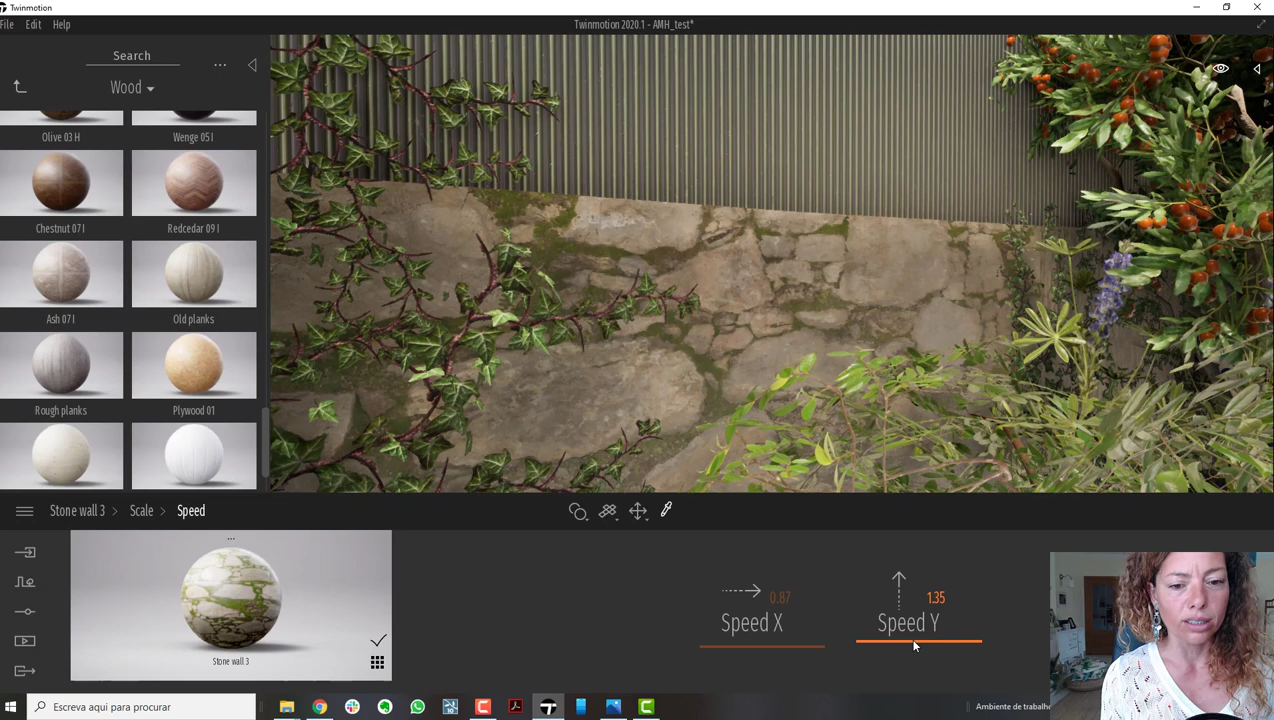 Twinmotion
File Edit Help
Twinmotion 2020.1 - AMH_test*
Search
...
Wood
Olive 03 H
Wenge 05 I
Chestnut 07 I
Redcedar 09 I
Ash 07 I
Old planks
Rough planks
Plywood 01
Stone wall 3 > Scale > Speed
...
Stone wall 3
0.87
Speed X
1.35
Speed Y
Escreva aqui para procurar
Ambiente de trabalho